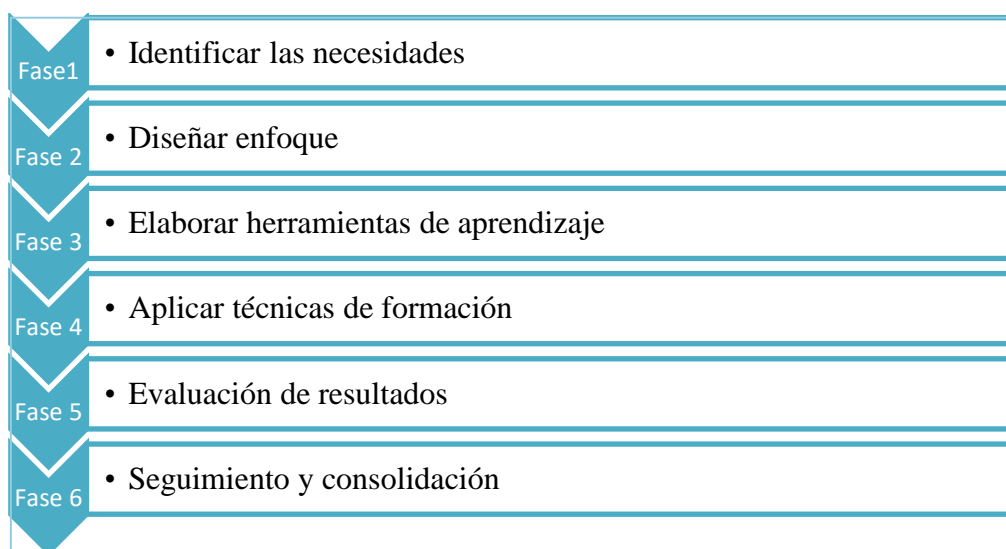 Fase1
• Identificar las necesidades
Fase 2
• Diseñar enfoque
Fase 3
• Elaborar herramientas de aprendizaje
Fase 4
• Aplicar técnicas de formación
Fase 5
• Evaluación de resultados
Fase 6
• Seguimiento y consolidación